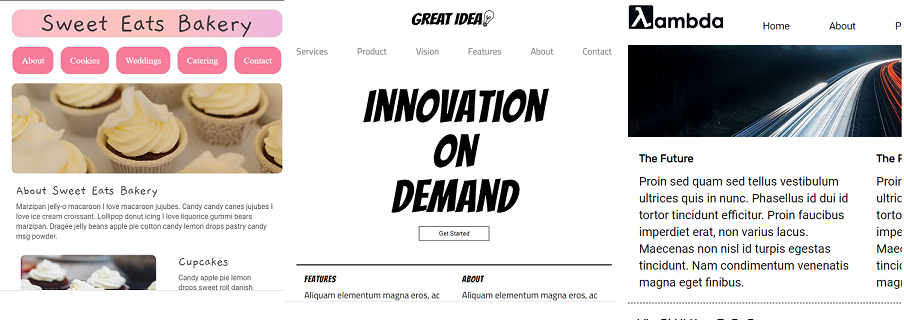 Sweet Eats Bakery
About Cookies Weddings Catering Contact
About Sweet Eats Bakery
Marzipan jelly-o macaroon I love macaroon jujubes. Candy candy canes jujubes I
love ice cream croissant. Lollipop donut icing I love liquorice gummi bears
marzipan. Dragée jelly beans apple pie cotton candy lemon drops pastry candy
msg powder.
Cupcakes
Candy apple pie lemon
drops sweet roll danish.
GREAT IDEA
Services Product Vision Features About Contact
INNOVATION
ON
DEMAND
Get Started
FEATURES
Aliquam elementum magna eros, ac
ABOUT
Aliquam elementum magna eros, ac
λambda
Home About P
The Future
Proin sed quam sed tellus vestibulum
ultrices quis in nunc. Phasellus id dui id
tortor tincidunt efficitur. Proin faucibus
imperdiet erat, non varius lacus.
Maecenas non nisl id turpis egestas
tincidunt. Nam condimentum venenatis
magna eget finibus.
The P
Proin
ultric
torto
impe
Maec
tincid
magn